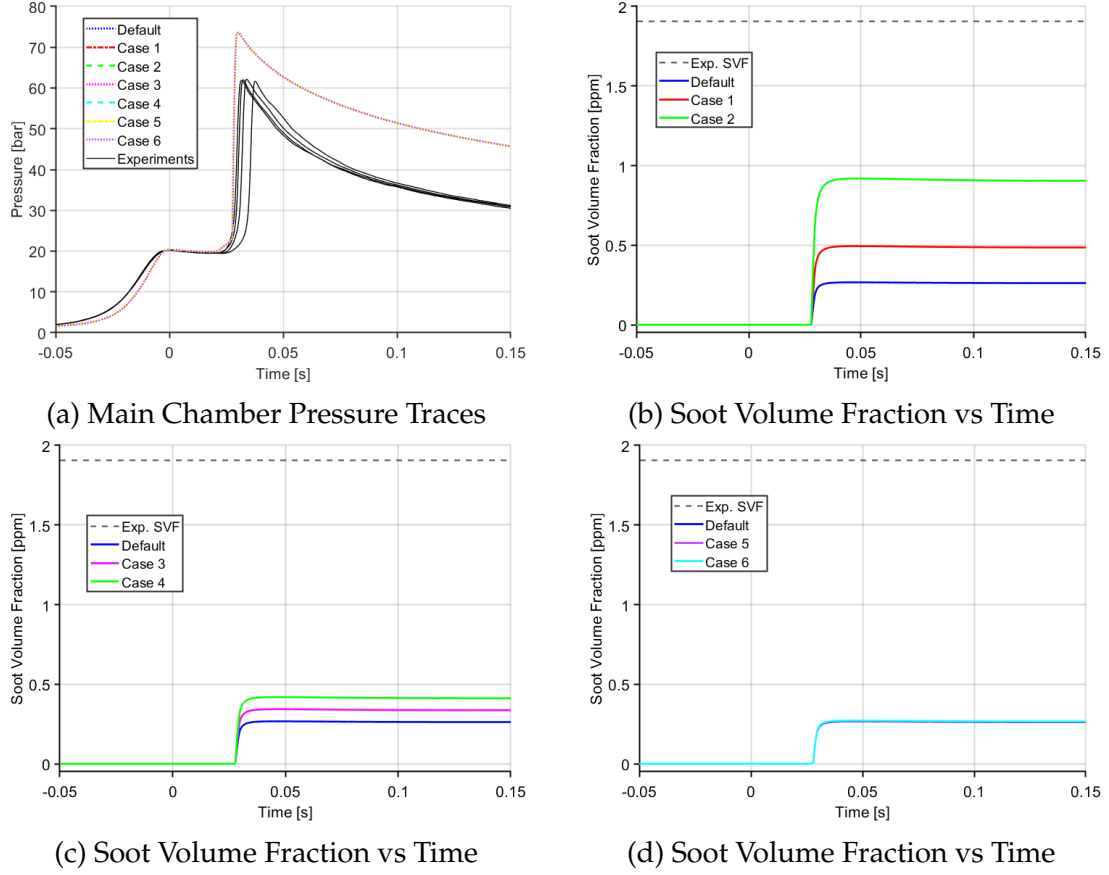 80
70
60
50
40
30
20
10
0
Pressure [bar]
Default
Case 1
Case 2
Case 3
Case 4
Case 5
Case 6
Experiments
-0.05 0 0.05 0.1 0.15
Time [s]
(a) Main Chamber Pressure Traces
2
1.5
1
0.5
0
Soot Volume Fraction [ppm]
Exp. SVF
Default
Case 1
Case 2
-0.05 0 0.05 0.1 0.15
Time [s]
(b) Soot Volume Fraction vs Time
2
1.5
1
0.5
0
Soot Volume Fraction [ppm]
Exp. SVF
Default
Case 3
Case 4
-0.05 0 0.05 0.1 0.15
Time [s]
(c) Soot Volume Fraction vs Time
2
1.5
1
0.5
0
Soot Volume Fraction [ppm]
Exp. SVF
Default
Case 5
Case 6
-0.05 0 0.05 0.1 0.15
Time [s]
(d) Soot Volume Fraction vs Time